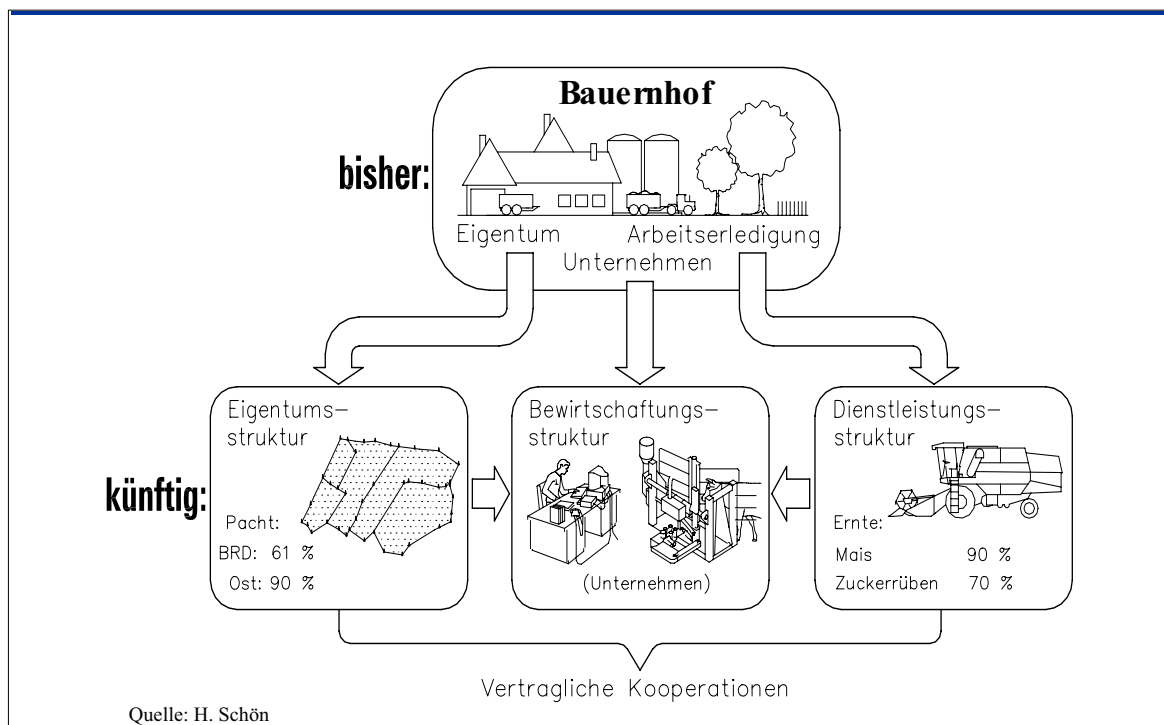 Bauernhof
bisher:
Eigentum Arbeitserledigung
Unternehmen
künftig:
Eigentums-
struktur
Pacht:
BRD: 61 %
Ost: 90 %
Bewirtschaftungs-
struktur
(Unternehmen)
Dienstleistungs-
struktur
Ernte:
Mais 90 %
Zuckerrüben 70 %
Vertragliche Kooperationen
Quelle: H. Schön